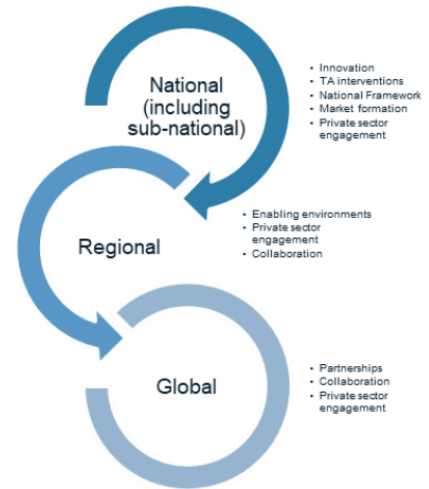 National
(including
sub-national)
• Innovation
• TA interventions
• National Framework
• Market formation
• Private sector
engagement
Regional
• Enabling environments
• Private sector
engagement
• Collaboration
Global
• Partnerships
• Collaboration
• Private sector
engagement